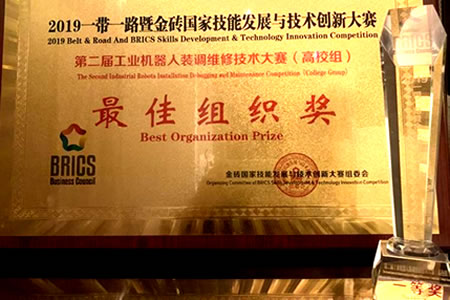 2019一带一路暨金砖国家技能发展与技术创新大赛
2019 Belt & Road And BRICS Skills Development & Technology Innovation Competition
第二届工业机器人装调维修技术大赛（高校组）
The Second Industrial Robots Installation Debugging and Maintenance Competition (College Group)
最佳组织奖
Best Organization Prize
BRICS
Business Council
金砖国家技能发展与技术创新大赛组委会
Organizing Committee of BRICS Skills Development & Technology Innovation Competition
一等奖